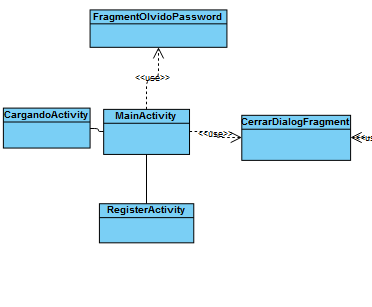 FragmentOlvidoPassword
<<use>>
CargandoActivity
MainActivity
<<use>>
CerrarDialogFragment
RegisterActivity